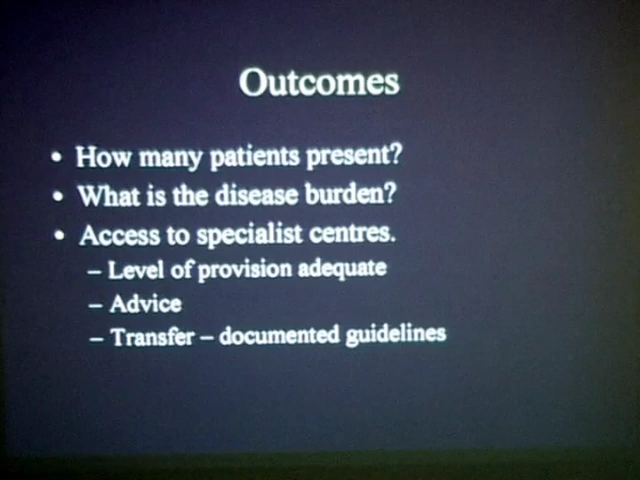 Outcomes
• How many patients present?
• What is the disease burden?
• Access to specialist centres.
– Level of provision adequate
– Advice
– Transfer – documented guidelines